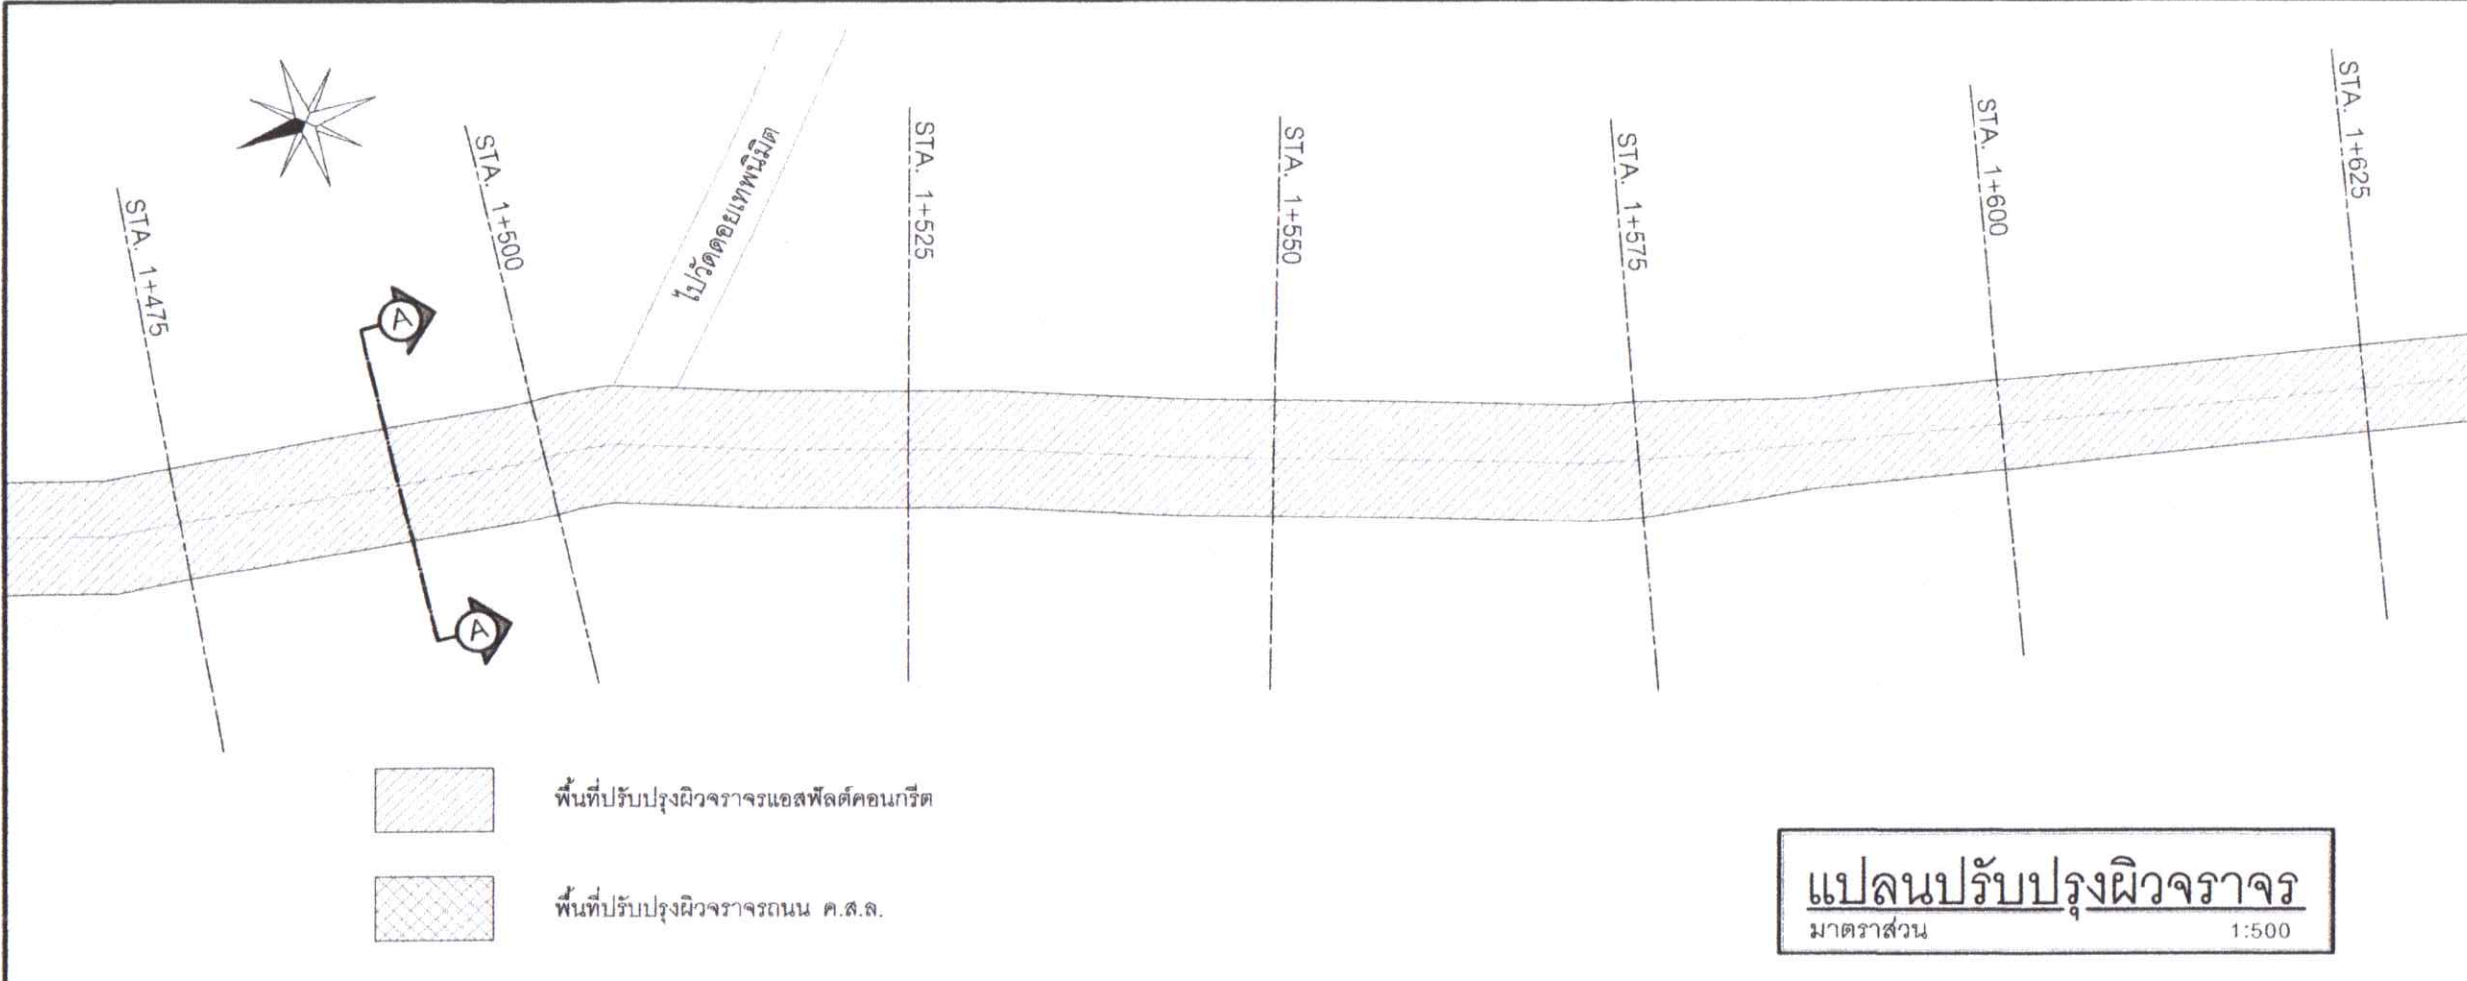 STA. 1+475
STA. 1+500
ไปวัดดอยเทพนิมิต
STA. 1+525
STA. 1+550
STA. 1+575
STA. 1+600
STA. 1+625
A
A
พื้นที่ปรับปรุงผิวจราจรแอสฟัลต์คอนกรีต
พื้นที่ปรับปรุงผิวจราจรถนน ค.ส.ล.
แปลนปรับปรุงผิวจราจร
มาตราส่วน 1:500